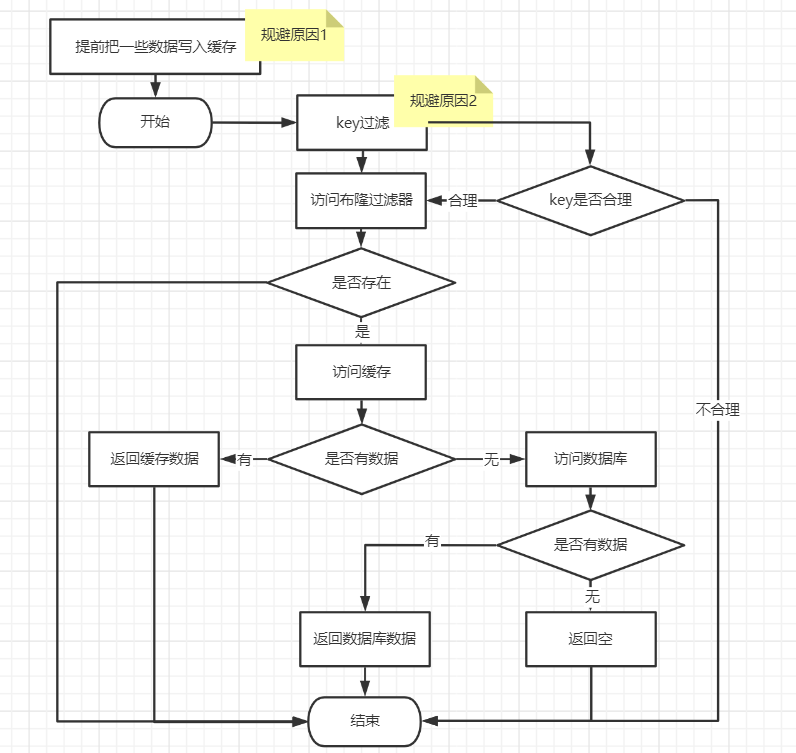 规避原因1
提前把一些数据写入缓存
规避原因2
开始
key过滤
访问布隆过滤器
合理
key是否合理
是否存在
是
访问缓存
不合理
返回缓存数据
有
是否有数据
无
访问数据库
有
是否有数据
无
返回数据库数据
返回空
结束